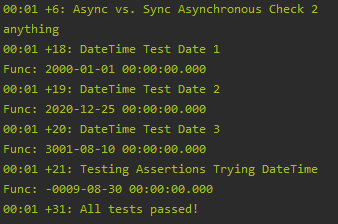 00:01 +6: Async vs. Sync Asynchronous Check 2
anything
00:01 +18: DateTime Test Date 1
Func: 2000-01-01 00:00:00.000
00:01 +19: DateTime Test Date 2
Func: 2020-12-25 00:00:00.000
00:01 +20: DateTime Test Date 3
Func: 3001-08-10 00:00:00.000
00:01 +21: Testing Assertions Trying DateTime
Func: -0009-08-30 00:00:00.000
00:01 +31: All tests passed!